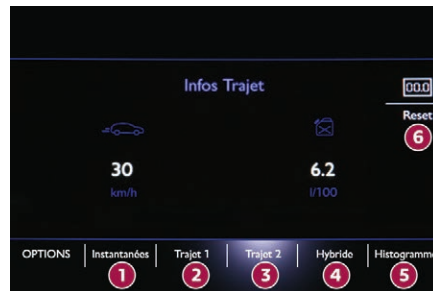 Infos Trajet
00.0
Reset
6
30
6.2
km/h
l/100
OPTIONS
Instantanées
Trajet 1
Trajet 2
Hybride
Histogramme
1
2
3
4
5